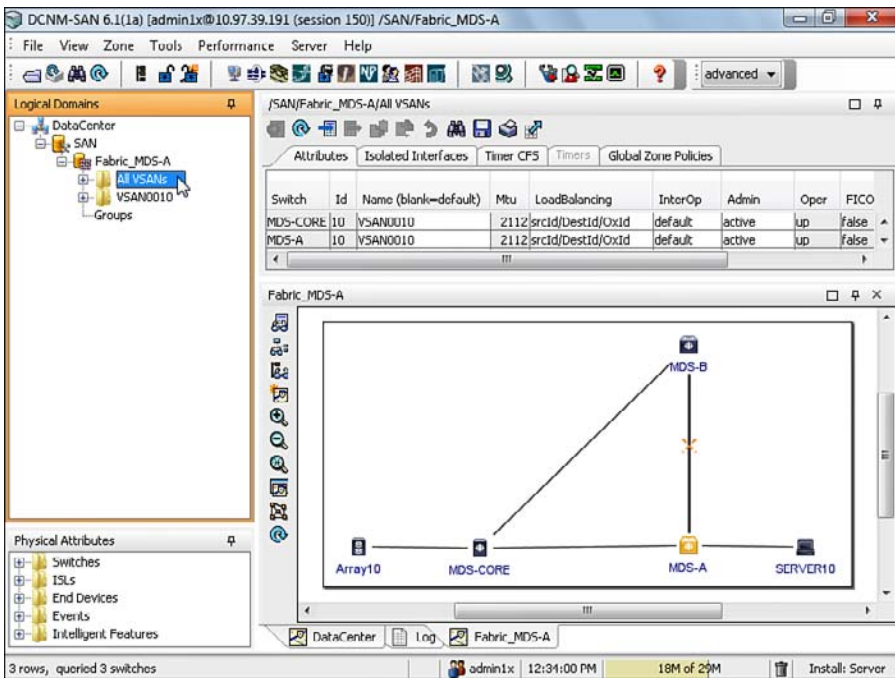 DCNM-SAN 6.1(1a) [admin1x@10.97.39.191 (session 150)] /SAN/Fabric_MDS-A
File View Zone Tools Performance Server Help
advanced
Logical Domains
DataCenter
SAN
Fabric_MDS-A
All VSANs
VSAN0010
Groups
/SAN/Fabric_MDS-A/All VSANs
Attributes Isolated Interfaces Timer CFS Timers Global Zone Policies
Switch Id Name (blank=default) Mtu LoadBalancing InterOp Admin Oper FICO
MDS-CORE 10 VSAN0010 2112 srcId/DestId/OxId default active up false
MDS-A 10 VSAN0010 2112 srcId/DestId/OxId default active up false
Fabric_MDS-A
MDS-B
Array10 MDS-CORE MDS-A SERVER10
Physical Attributes
Switches
ISLs
End Devices
Events
Intelligent Features
DataCenter Log Fabric_MDS-A
3 rows, queried 3 switches admin1x 12:34:00 PM 18M of 29M Install: Server